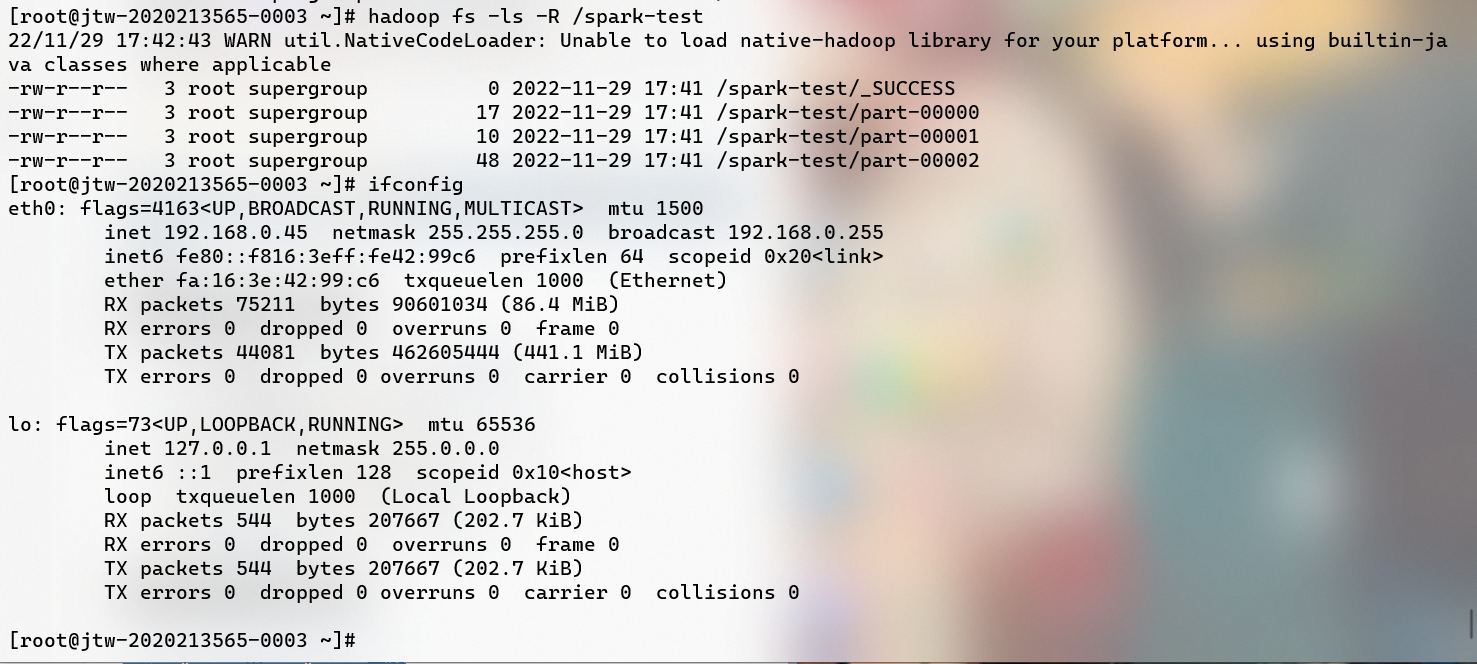 [root@jtw-2020213565-0003 ~]# hadoop fs -ls -R /spark-test
22/11/29 17:42:43 WARN util.NativeCodeLoader: Unable to load native-hadoop library for your platform... using builtin-ja
va classes where applicable
-rw-r--r--   3 root supergroup          0 2022-11-29 17:41 /spark-test/_SUCCESS
-rw-r--r--   3 root supergroup         17 2022-11-29 17:41 /spark-test/part-00000
-rw-r--r--   3 root supergroup         10 2022-11-29 17:41 /spark-test/part-00001
-rw-r--r--   3 root supergroup         48 2022-11-29 17:41 /spark-test/part-00002
[root@jtw-2020213565-0003 ~]# ifconfig
eth0: flags=4163<UP,BROADCAST,RUNNING,MULTICAST>  mtu 1500
        inet 192.168.0.45  netmask 255.255.255.0  broadcast 192.168.0.255
        inet6 fe80::f816:3eff:fe42:99c6  prefixlen 64  scopeid 0x20<link>
        ether fa:16:3e:42:99:c6  txqueuelen 1000  (Ethernet)
        RX packets 75211  bytes 90601034 (86.4 MiB)
        RX errors 0  dropped 0  overruns 0  frame 0
        TX packets 44081  bytes 462605444 (441.1 MiB)
        TX errors 0  dropped 0 overruns 0  carrier 0  collisions 0

lo: flags=73<UP,LOOPBACK,RUNNING>  mtu 65536
        inet 127.0.0.1  netmask 255.0.0.0
        inet6 ::1  prefixlen 128  scopeid 0x10<host>
        loop  txqueuelen 1000  (Local Loopback)
        RX packets 544  bytes 207667 (202.7 KiB)
        RX errors 0  dropped 0  overruns 0  frame 0
        TX packets 544  bytes 207667 (202.7 KiB)
        TX errors 0  dropped 0 overruns 0  carrier 0  collisions 0

[root@jtw-2020213565-0003 ~]#